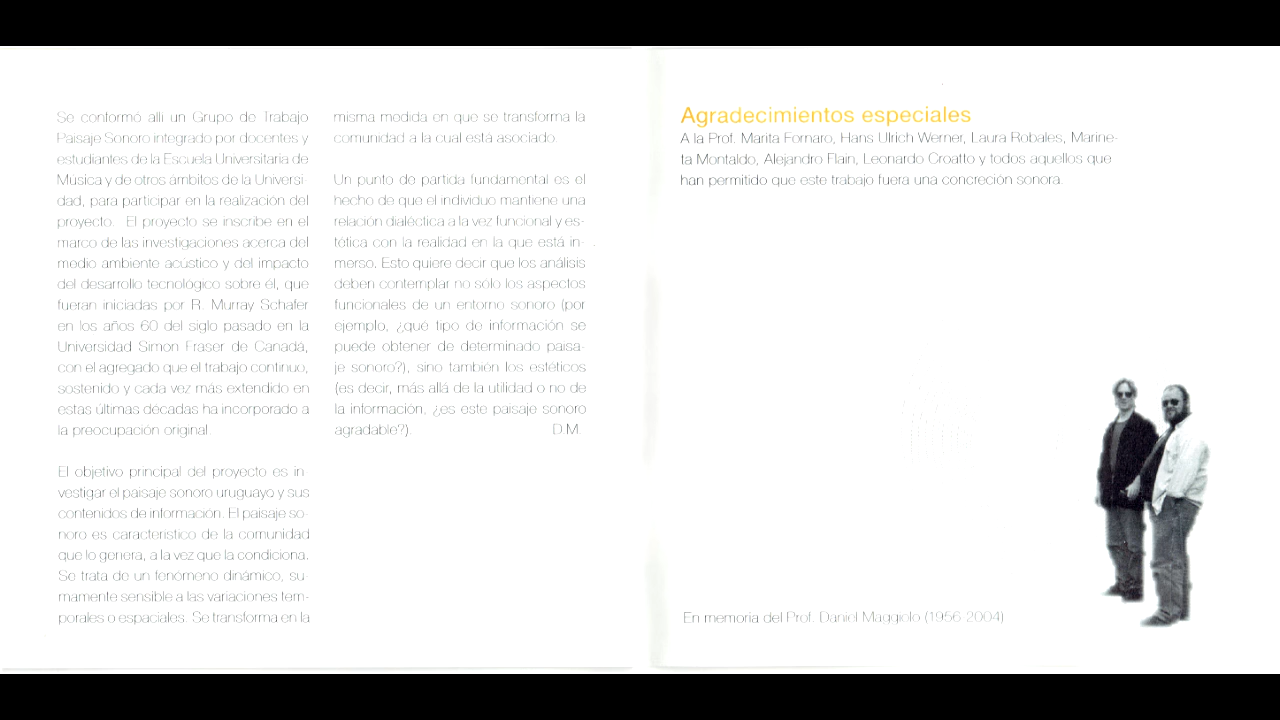 Se conformó allí un Grupo de Trabajo
Paisaje Sonoro integrado por docentes y
estudiantes de la Escuela Universitaria de
Música y de otros ámbitos de la Universi-
dad, para participar en la realización del
proyecto. El proyecto se inscribe en el
marco de las investigaciones acerca del
medio ambiente acústico y del impacto
del desarrollo tecnológico sobre él, que
fueran iniciadas por R. Murray Schafer
en los años 60 del siglo pasado en la
Universidad Simon Fraser de Canadá,
con el agregado que el trabajo continuo,
sostenido y cada vez más extendido en
estas últimas décadas ha incorporado a
la preocupación original.
El objetivo principal del proyecto es in-
vestigar el paisaje sonoro uruguayo y sus
contenidos de información. El paisaje so-
noro es característico de la comunidad
que lo genera, a la vez que la condiciona.
Se trata de un fenómeno dinámico, su-
mamente sensible a las variaciones tem-
porales o espaciales. Se transforma en la
misma medida en que se transforma la
comunidad a la cual está asociado.
Un punto de partida fundamental es el
hecho de que el individuo mantiene una
relación dialéctica a la vez funcional y es-
tética con la realidad en la que está in-
merso. Esto quiere decir que los análisis
deben contemplar no sólo los aspectos
funcionales de un entorno sonoro (por
ejemplo, ¿qué tipo de información se
puede obtener de determinado paisa-
je sonoro?), sino también los estéticos
(es decir, más allá de la utilidad o no de
la información, ¿es este paisaje sonoro
agradable?). D.M.
Agradecimientos especiales
A la Prof. Marita Fornaro, Hans Ulrich Werner, Laura Robales, Marine-
ta Montaldo, Alejandro Flain, Leonardo Croatto y todos aquellos que
han permitido que este trabajo fuera una concreción sonora.
En memoria del Prof. Daniel Maggiolo (1956-2004)